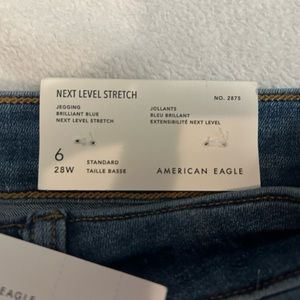 NEXT LEVEL STRETCH
NO. 2875
JEGGING
BRILLIANT BLUE
NEXT LEVEL STRETCH
JOLLANTS
BLEU BRILLANT
EXTENSIBILITÉ NEXT LEVEL
6
28W
STANDARD
TAILLE BASSE
AMERICAN EAGLE
EAGLE